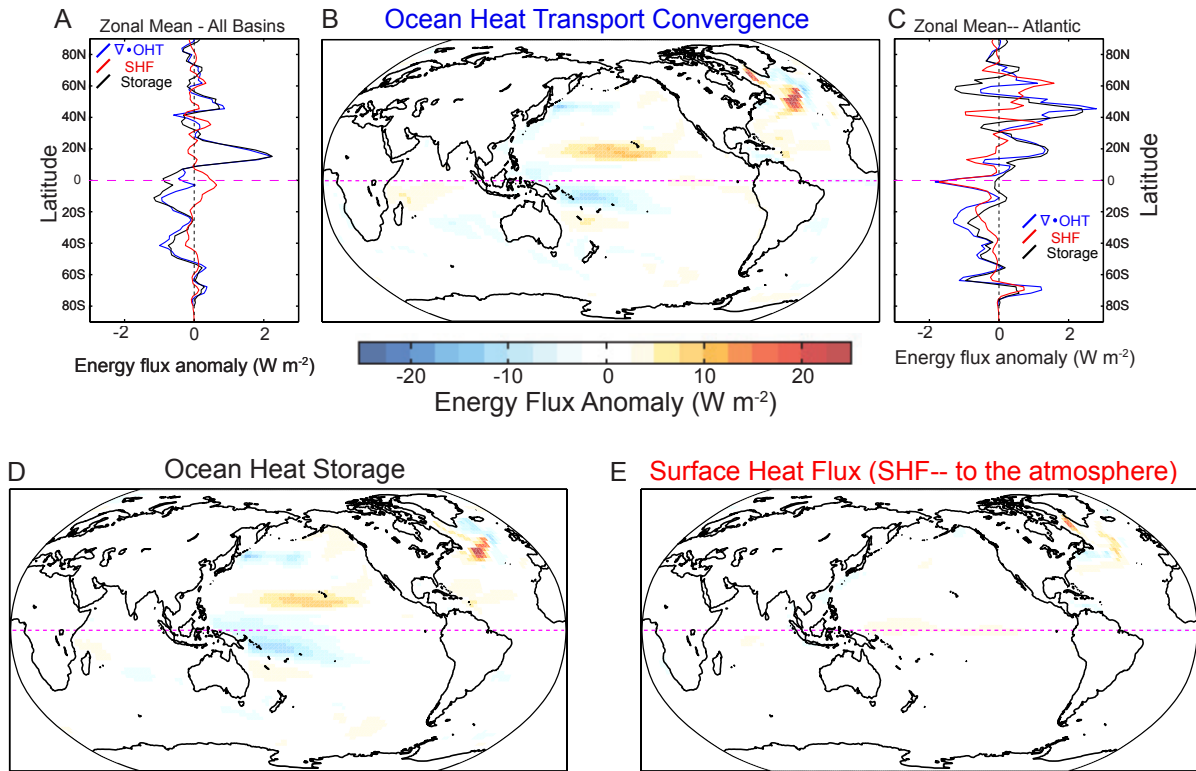 A
Zonal Mean - All Basins
∇•OHT
SHF
Storage
80N
60N
40N
20N
0
20S
40S
60S
80S
Latitude
-2 0 2
Energy flux anomaly (W m-2)
B
Ocean Heat Transport Convergence
-20 -10 0 10 20
Energy Flux Anomaly (W m-2)
C
Zonal Mean-- Atlantic
80N
60N
40N
20N
0
20S
40S
60S
80S
Latitude
∇•OHT
SHF
Storage
-2 0 2
Energy flux anomaly (W m-2)
D
Ocean Heat Storage
E
Surface Heat Flux (SHF-- to the atmosphere)